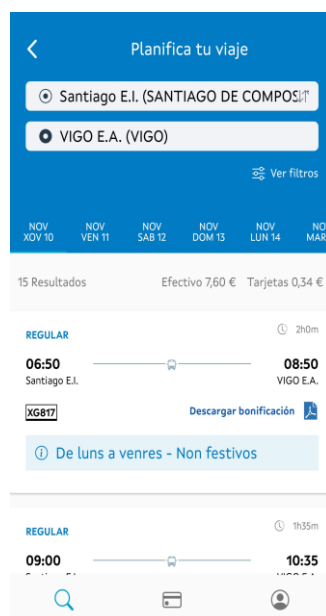 Planifica tu viaje
Santiago E.I. (SANTIAGO DE COMPOS
VIGO E.A. (VIGO)
Ver filtros
NOV NOV NOV NOV NOV NO
XOV 10 VEN 11 SAB 12 DOM 13 LUN 14 MAR
15 Resultados Efectivo 7,60 € Tarjetas 0,34 €
REGULAR 2h0m
06:50 08:50
Santiago E.I. VIGO E.A.
XG817 Descargar bonificación
De luns a venres - Non festivos
REGULAR 1h35m
09:00 10:35